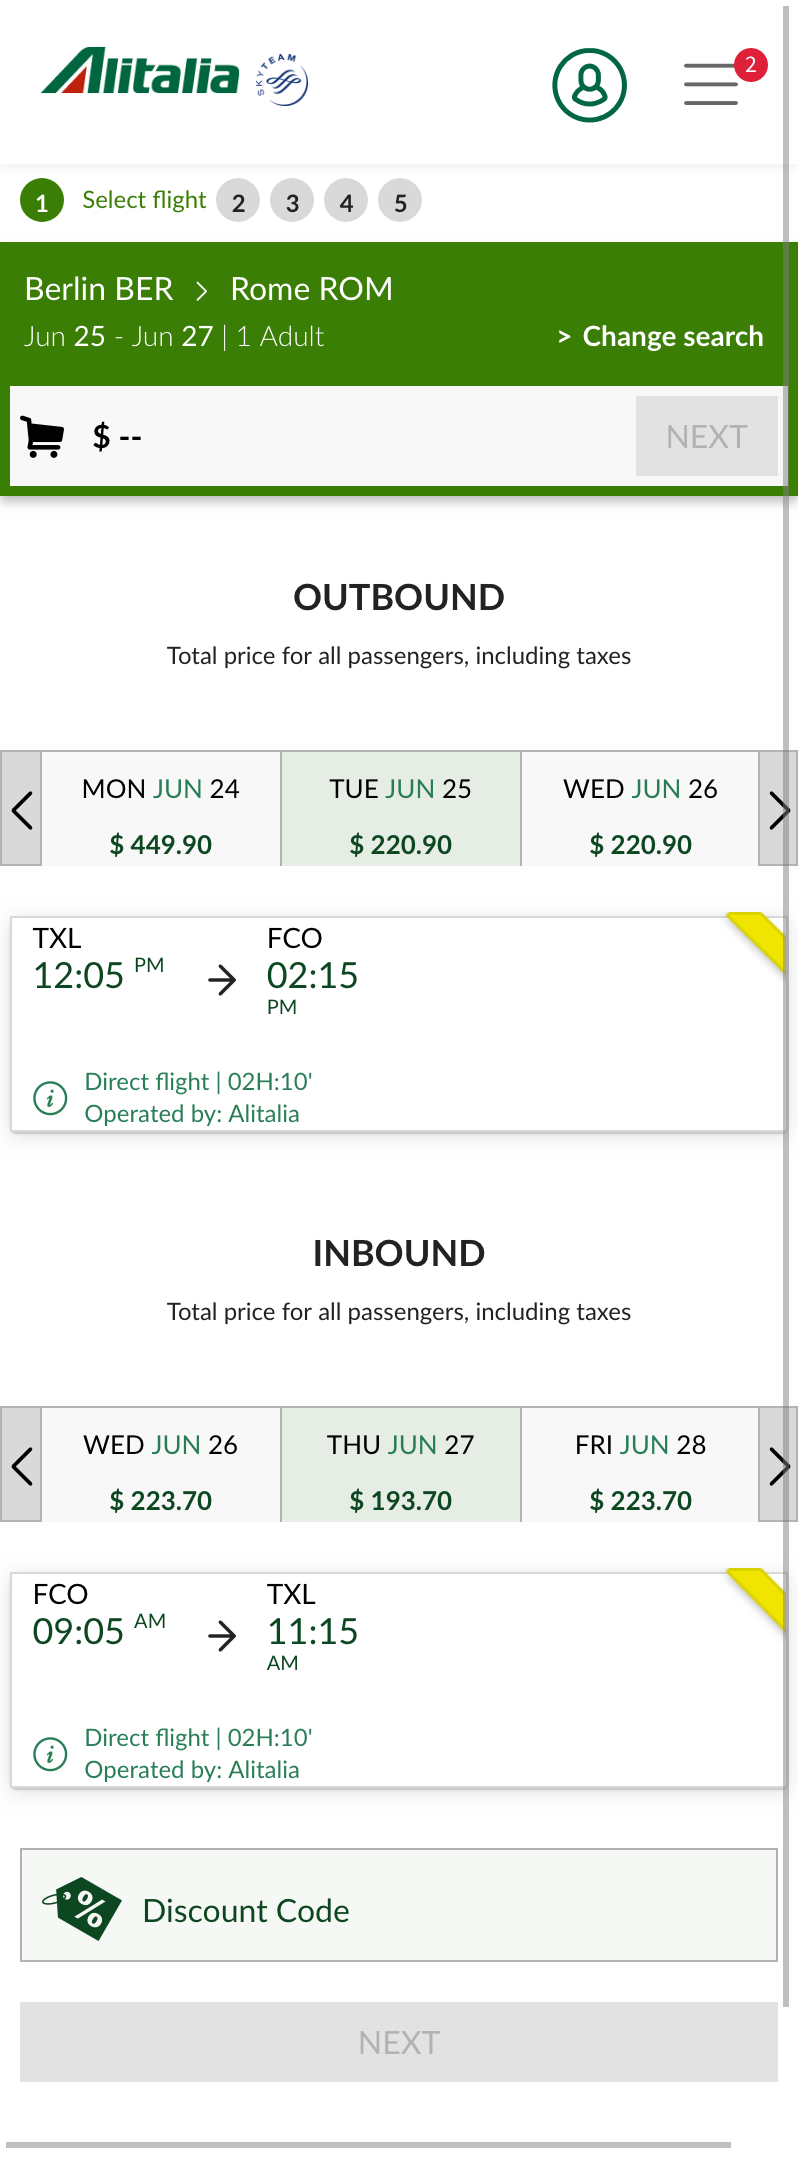 Alitalia
SKYTEAM
2
1 Select flight 2 3 4 5
Berlin BER > Rome ROM
Jun 25 - Jun 27 | 1 Adult > Change search
$ -- NEXT
OUTBOUND
Total price for all passengers, including taxes
MON JUN 24 TUE JUN 25 WED JUN 26
$ 449.90 $ 220.90 $ 220.90
TXL FCO
12:05 PM 02:15
PM
Direct flight | 02H:10'
Operated by: Alitalia
INBOUND
Total price for all passengers, including taxes
WED JUN 26 THU JUN 27 FRI JUN 28
$ 223.70 $ 193.70 $ 223.70
FCO TXL
09:05 AM 11:15
AM
Direct flight | 02H:10'
Operated by: Alitalia
% Discount Code
NEXT